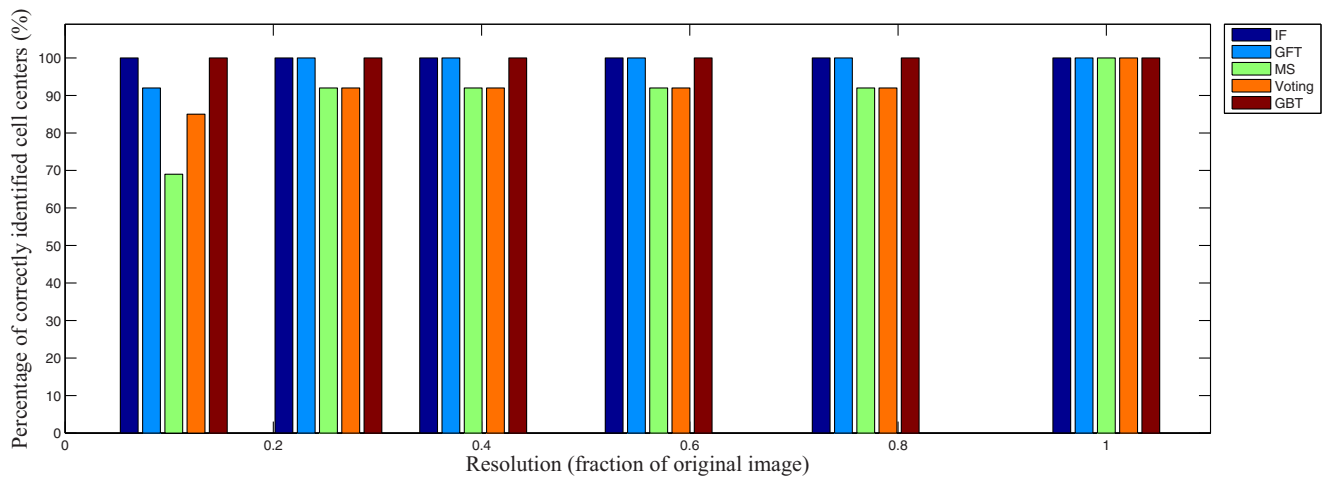 Percentage of correctly identified cell centers (%)
100
90
80
70
60
50
40
30
20
10
0
0 0.2 0.4 0.6 0.8 1
Resolution (fraction of original image)
IF
GFT
MS
Voting
GBT